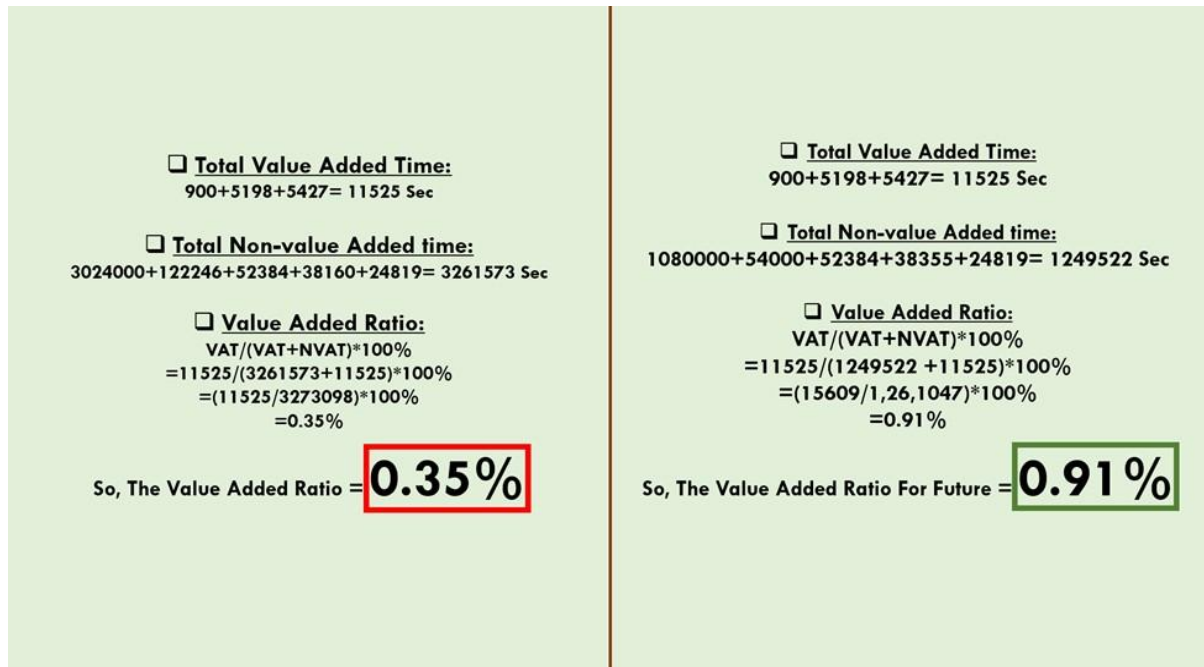 ❑ Total Value Added Time:
900+5198+5427= 11525 Sec
❑ Total Non-value Added time:
3024000+122246+52384+38160+24819= 3261573 Sec
❑ Value Added Ratio:
VAT/(VAT+NVAT)*100%
=11525/(3261573+11525)*100%
=(11525/3273098)*100%
=0.35%
So, The Value Added Ratio = 0.35%
❑ Total Value Added Time:
900+5198+5427= 11525 Sec
❑ Total Non-value Added time:
1080000+54000+52384+38355+24819= 1249522 Sec
❑ Value Added Ratio:
VAT/(VAT+NVAT)*100%
=11525/(1249522 +11525)*100%
=(15609/1,26,1047)*100%
=0.91%
So, The Value Added Ratio For Future = 0.91%